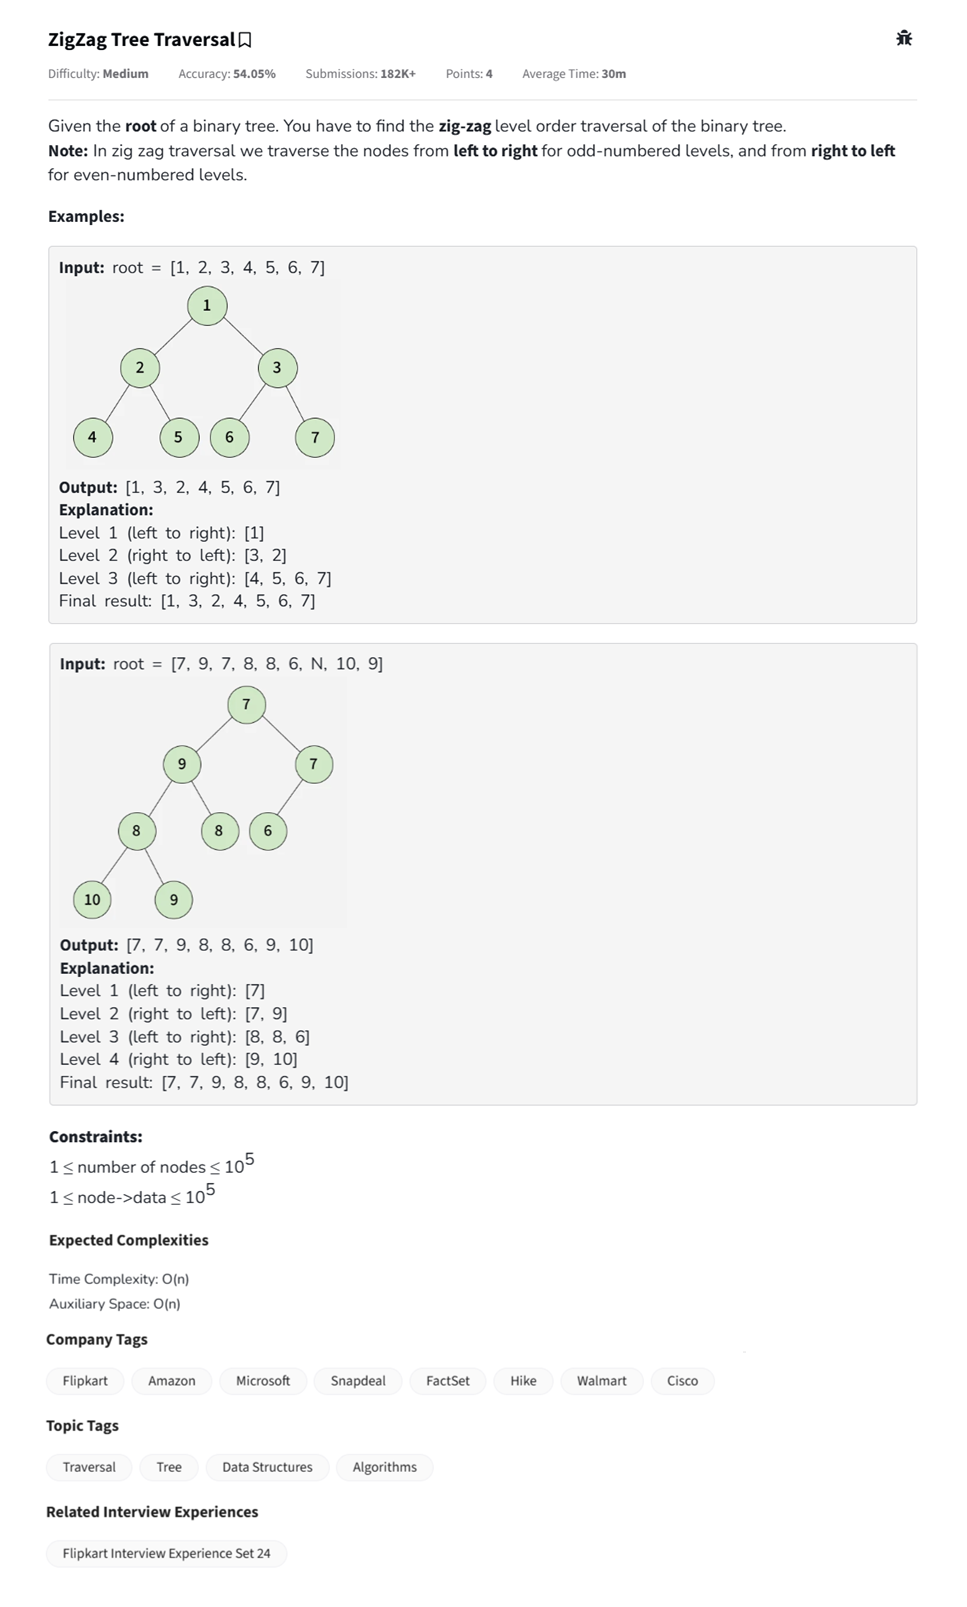 ZigZag Tree Traversal
Difficulty: Medium Accuracy: 54.05% Submissions: 182K+ Points: 4 Average Time: 30m
Given the root of a binary tree. You have to find the zig-zag level order traversal of the binary tree.
Note: In zig zag traversal we traverse the nodes from left to right for odd-numbered levels, and from right to left
for even-numbered levels.
Examples:
Input: root = [1, 2, 3, 4, 5, 6, 7]
1
2 3
4 5 6 7
Output: [1, 3, 2, 4, 5, 6, 7]
Explanation:
Level 1 (left to right): [1]
Level 2 (right to left): [3, 2]
Level 3 (left to right): [4, 5, 6, 7]
Final result: [1, 3, 2, 4, 5, 6, 7]
Input: root = [7, 9, 7, 8, 8, 6, N, 10, 9]
7
9 7
8 8 6
10 9
Output: [7, 7, 9, 8, 8, 6, 9, 10]
Explanation:
Level 1 (left to right): [7]
Level 2 (right to left): [7, 9]
Level 3 (left to right): [8, 8, 6]
Level 4 (right to left): [9, 10]
Final result: [7, 7, 9, 8, 8, 6, 9, 10]
Constraints:
1 ≤ number of nodes ≤ 10⁵
1 ≤ node->data ≤ 10⁵
Expected Complexities
Time Complexity: O(n)
Auxiliary Space: O(n)
Company Tags
Flipkart Amazon Microsoft Snapdeal FactSet Hike Walmart Cisco
Topic Tags
Traversal Tree Data Structures Algorithms
Related Interview Experiences
Flipkart Interview Experience Set 24